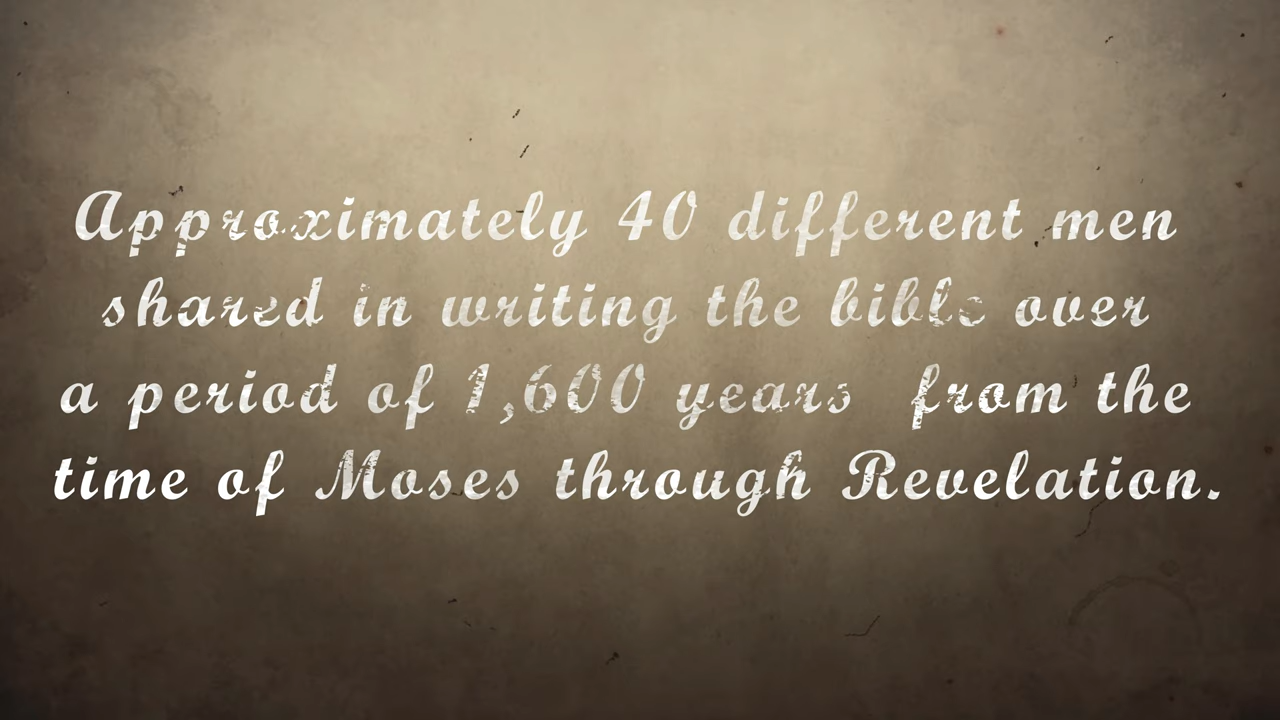 Approximately 40 different men
shared in writing the bible over
a period of 1,600 years from the
time of Moses through Revelation.